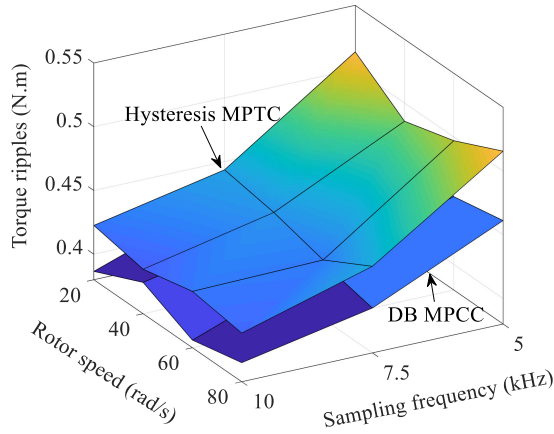 0.55
0.5
0.45
0.4
Torque ripples (N.m)
Hysteresis MPTC
DB MPCC
20
40
60
80
Rotor speed (rad/s)
10
7.5
5
Sampling frequency (kHz)